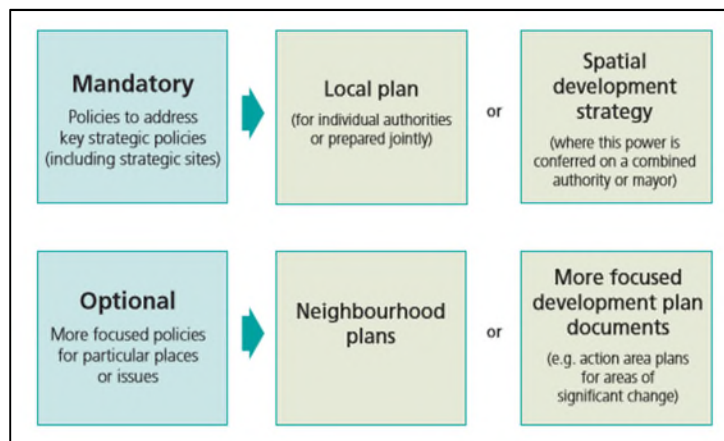 Mandatory
Policies to address
key strategic policies
(including strategic sites)
Local plan
(for individual authorities
or prepared jointly)
or
Spatial
development
strategy
(where this power is
conferred on a combined
authority or mayor)
Optional
More focused policies
for particular places
or issues
Neighbourhood
plans
or
More focused
development plan
documents
(e.g. action area plans
for areas of
significant change)